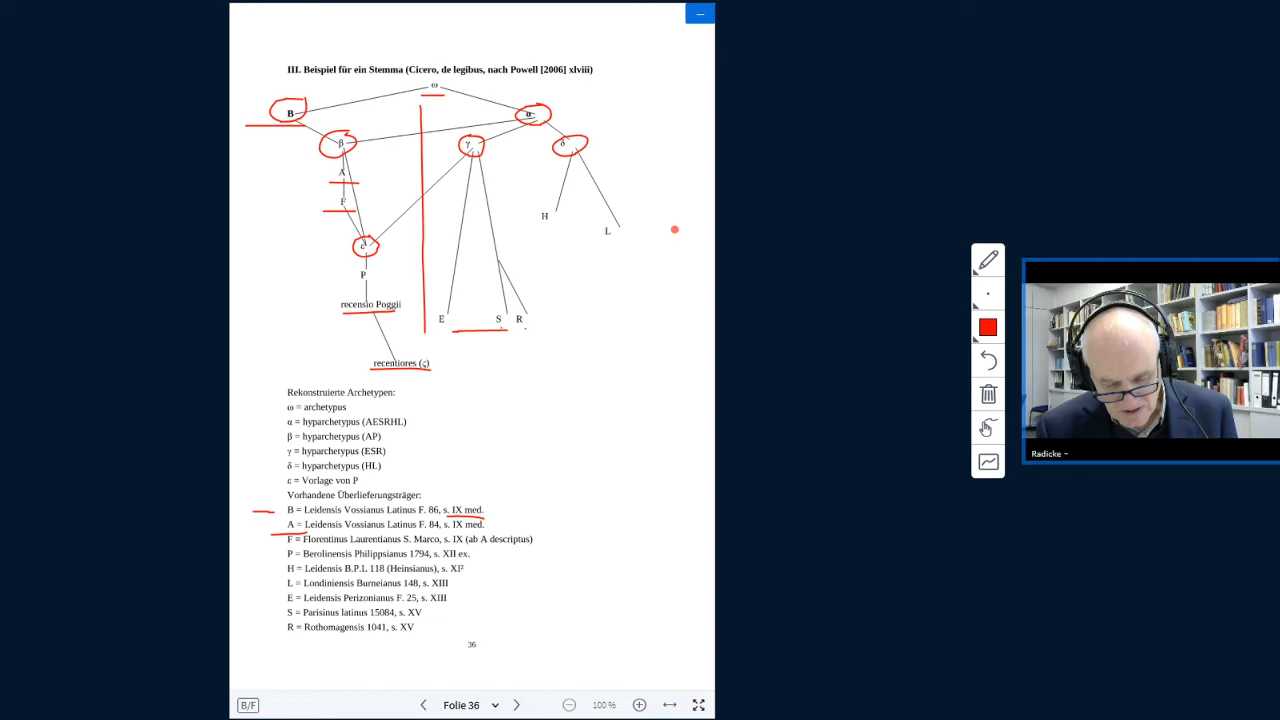 III. Beispiel für ein Stemma (Cicero, de legibus, nach Powell [2006] xlviii)
ω
B
α
β
γ
δ
A
F
H
L
ε
P
recensio Poggii
E
S
R
recentiores (ς)
Rekonstruierte Archetypen:
ω = archetypus
α = hyparchetypus (AESRHL)
β = hyparchetypus (AP)
γ = hyparchetypus (ESR)
δ = hyparchetypus (HL)
ε = Vorlage von P
Vorhandene Überlieferungsträger:
B = Leidensis Vossianus Latinus F. 86, s. IX med.
A = Leidensis Vossianus Latinus F. 84, s. IX med.
F = Florentinus Laurentianus S. Marco, s. IX (ab A descriptus)
P = Berolinensis Philippsianus 1794, s. XII ex.
H = Leidensis B.P.L 118 (Heinsianus), s. XI²
L = Londiniensis Burneianus 148, s. XIII
E = Leidensis Perizonianus F. 25, s. XIII
S = Parisinus latinus 15084, s. XV
R = Rothomagensis 1041, s. XV
36
Radicke –
B/F
Folie 36
100 %